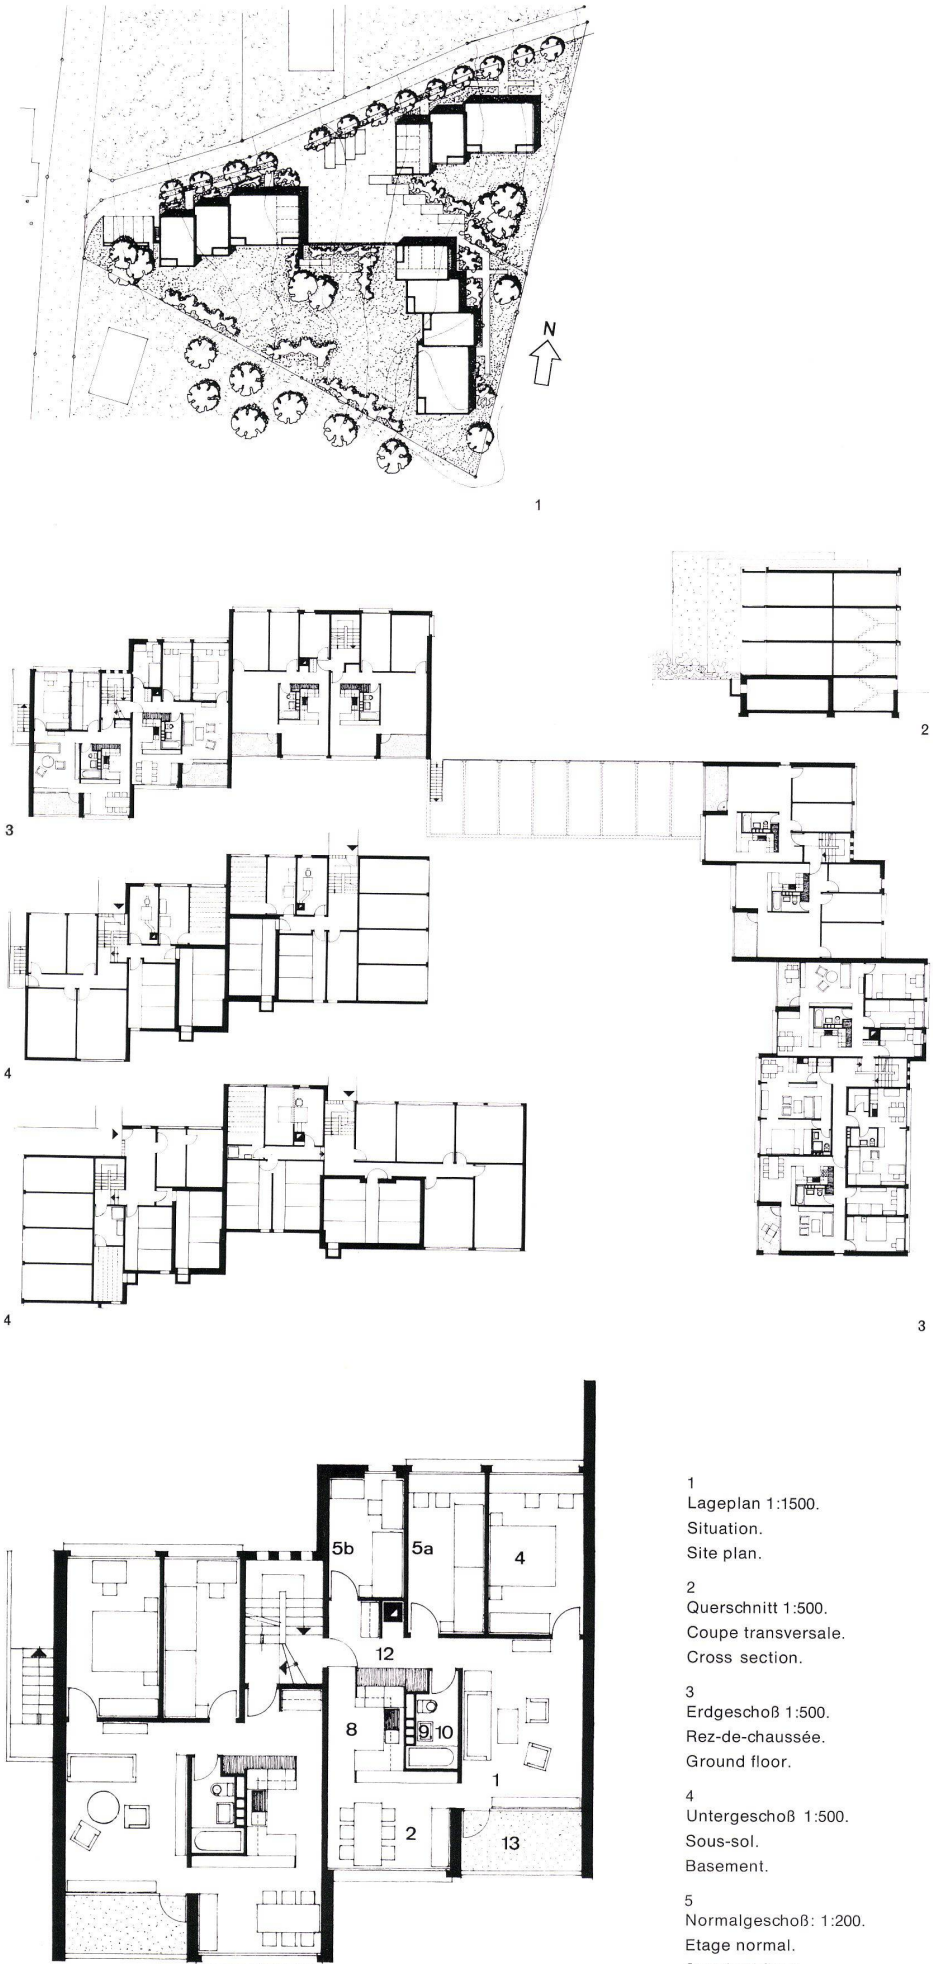 N
1
2
3
4
4
3
5b
5a
4
12
8
9
10
1
2
13
1
Lageplan 1:1500.
Situation.
Site plan.
2
Querschnitt 1:500.
Coupe transversale.
Cross section.
3
Erdgeschoß 1:500.
Rez-de-chaussée.
Ground floor.
4
Untergeschoß 1:500.
Sous-sol.
Basement.
5
Normalgeschoß: 1:200.
Etage normal.